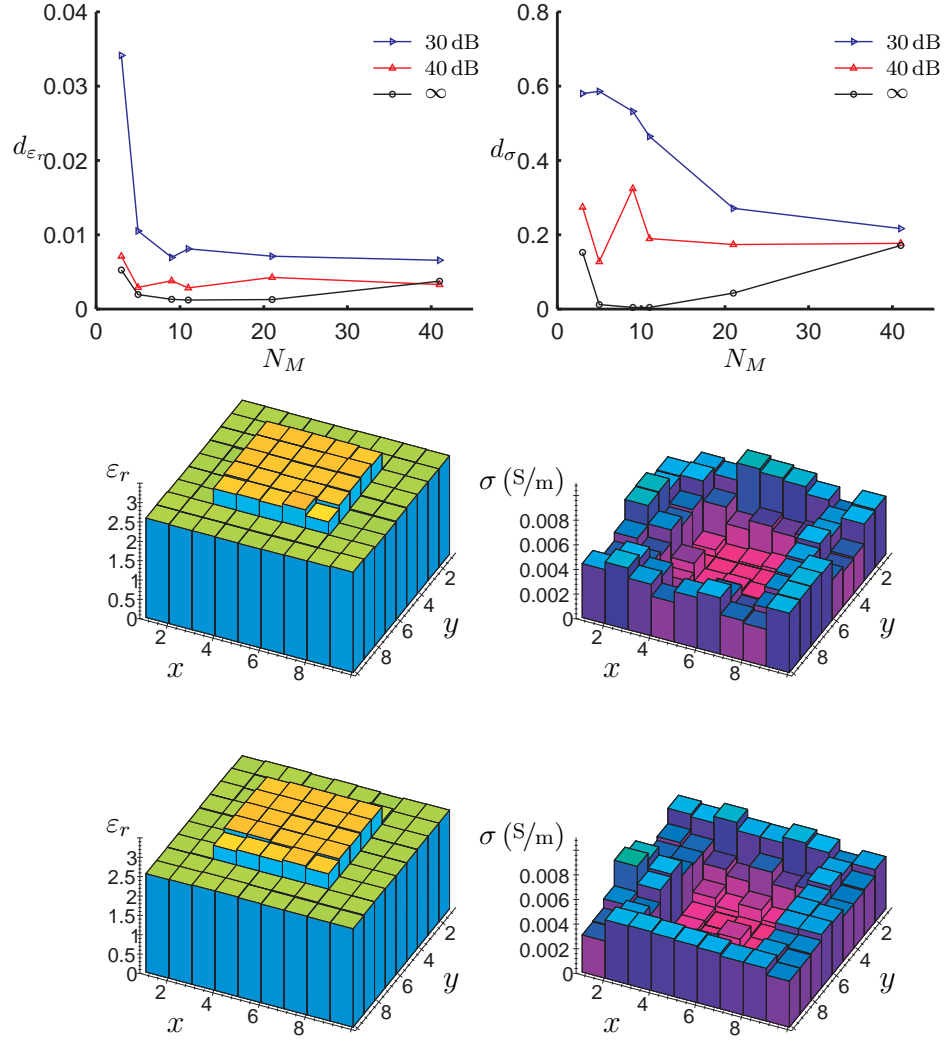 0.04
0.03
0.02
0.01
0
d_{εr}
30 dB
40 dB
∞
0 10 20 30 40
N_M
0.8
0.6
0.4
0.2
0
d_σ
30 dB
40 dB
∞
0 10 20 30 40
N_M
ε_r
3
2.5
2
1.5
1
0.5
0
2 4 6 8
x
2
4
6
8
y
σ (S/m)
0.008
0.006
0.004
0.002
0
2 4 6 8
x
2
4
6
8
y
ε_r
3
2.5
2
1.5
1
0.5
0
2 4 6 8
x
2
4
6
8
y
σ (S/m)
0.008
0.006
0.004
0.002
0
2 4 6 8
x
2
4
6
8
y